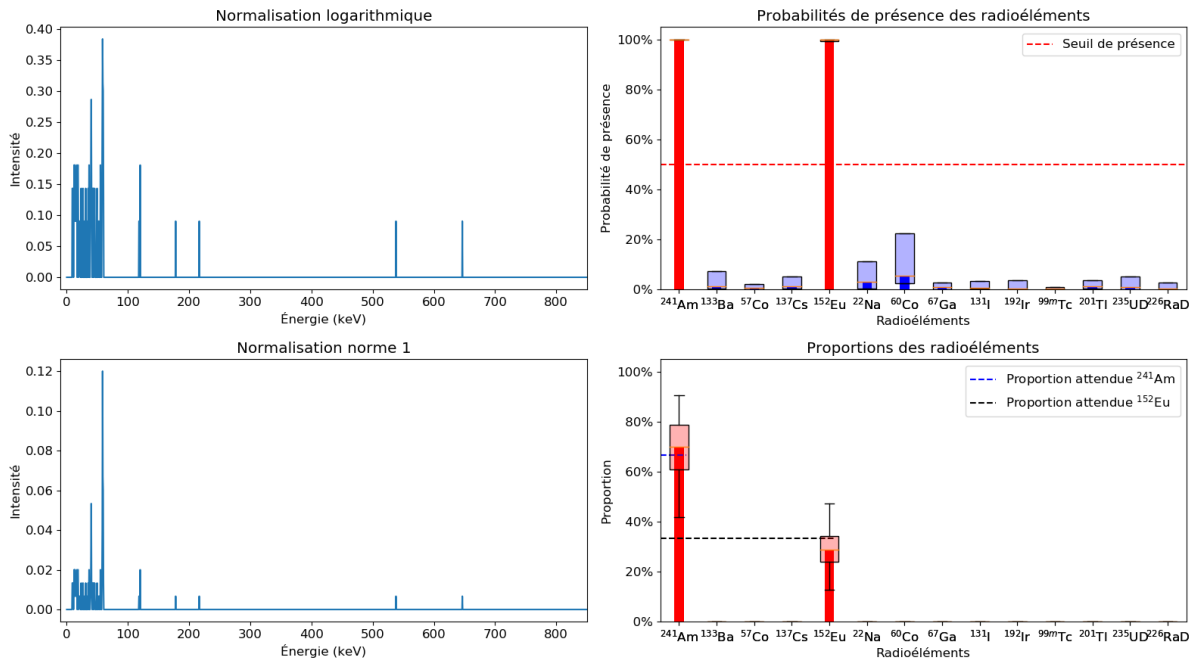 Normalisation logarithmique
Intensité
0.40
0.35
0.30
0.25
0.20
0.15
0.10
0.05
0.00
0 100 200 300 400 500 600 700 800
Énergie (keV)
Probabilités de présence des radioéléments
Probabilité de présence
100%
80%
60%
40%
20%
0%
Seuil de présence
²⁴¹Am ¹³³Ba ⁵⁷Co ¹³⁷Cs ¹⁵²Eu ²²Na ⁶⁰Co ⁶⁷Ga ¹³¹I ¹⁹²Ir ⁹⁹ᵐTc ²⁰¹Tl ²³⁵UD ²²⁶RaD
Radioéléments
Normalisation norme 1
Intensité
0.12
0.10
0.08
0.06
0.04
0.02
0.00
0 100 200 300 400 500 600 700 800
Énergie (keV)
Proportions des radioéléments
Proportion
100%
80%
60%
40%
20%
0%
Proportion attendue ²⁴¹Am
Proportion attendue ¹⁵²Eu
²⁴¹Am ¹³³Ba ⁵⁷Co ¹³⁷Cs ¹⁵²Eu ²²Na ⁶⁰Co ⁶⁷Ga ¹³¹I ¹⁹²Ir ⁹⁹ᵐTc ²⁰¹Tl ²³⁵UD ²²⁶RaD
Radioéléments